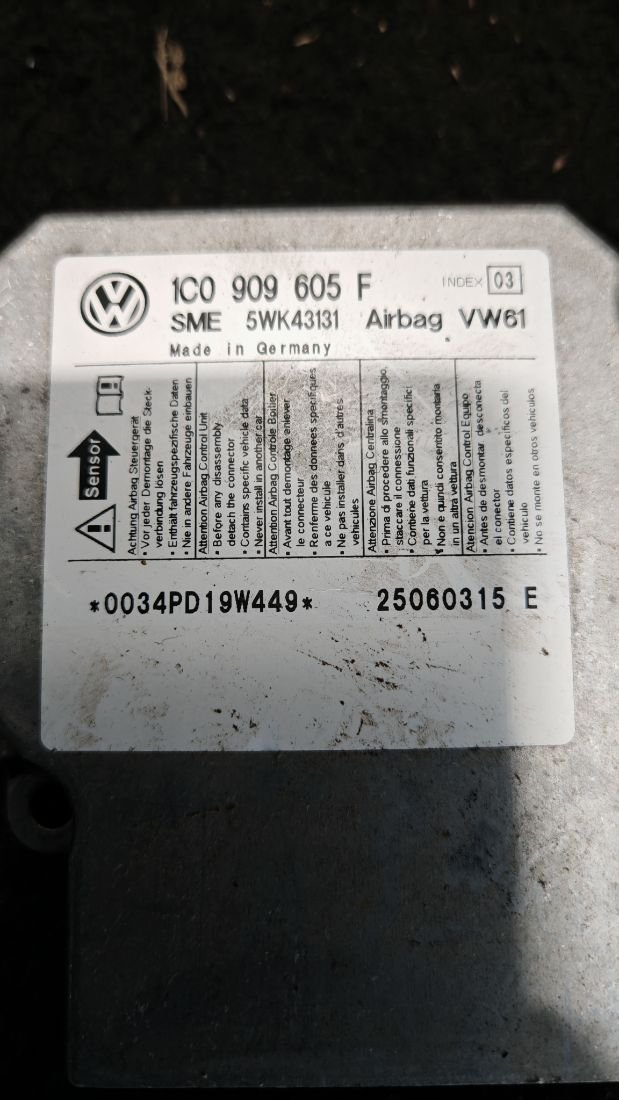 1C0 909 605 F
INDEX 03
SME 5WK43131 Airbag VW61
Made in Germany
Sensor
Achtung Airbag Steuergerät
• Vor jeder Demontage die Steck-
verbindung lösen
• Enthält fahrzeugspezifische Daten
• Nie in andere Fahrzeuge einbauen
Attention Airbag Control Unit
• Before any disassembly
detach the connector
• Contains specific vehicle data
• Never install in another car
Attention Airbag Contrôle Boitier
• Avant tout demontage enlever
le connecteur
• Renferme des donnees specifiques
a ce vehicule
• Ne pas installer dans d'autres
vehicules
Attenzione Airbag Centralina
• Prima di procedere allo smontaggio,
staccare il connessione
• Contiene dati funzionali specifici
per la vettura
• Non è quindi consentito montarla
in un altra vettura
Atencion Airbag Control Equipo
• Antes de desmontar desconecta
el conector
• Contiene datos especificos del
vehiculo
• No se monte en otros vehiculos
*0034PD19W449* 25060315 E